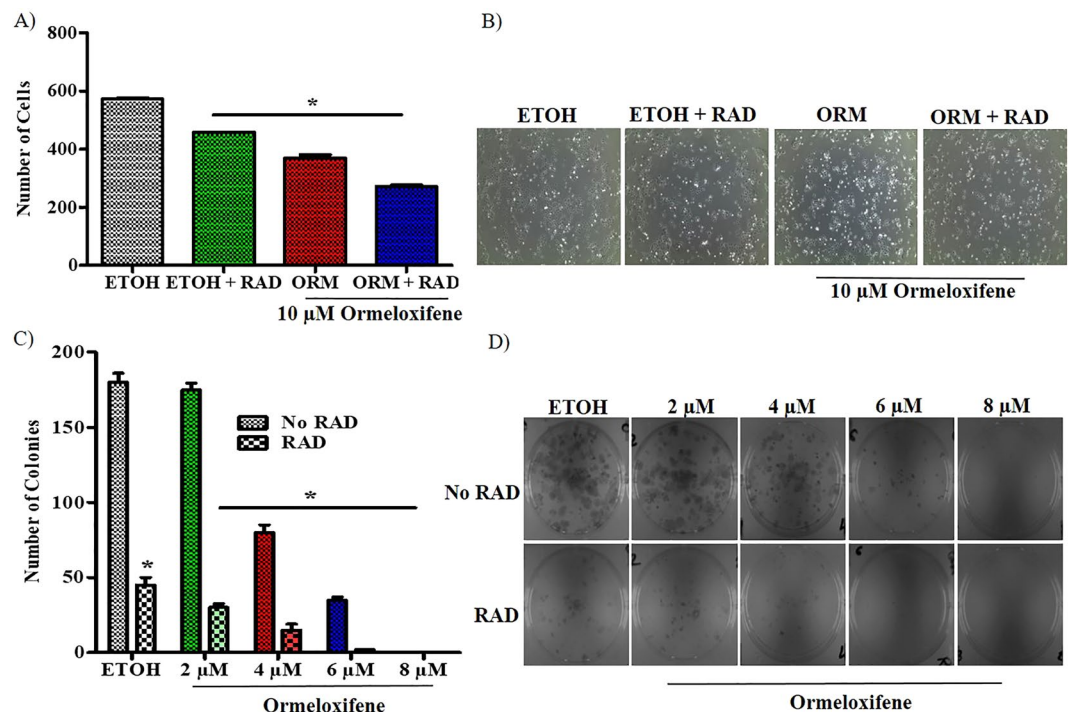 A)
800
600
400
200
0
Number of Cells
*
ETOH ETOH + RAD ORM ORM + RAD
10 µM Ormeloxifene
B)
ETOH ETOH + RAD ORM ORM + RAD
10 µM Ormeloxifene
C)
200
150
100
50
0
Number of Colonies
No RAD
RAD
*
*
ETOH 2 µM 4 µM 6 µM 8 µM
Ormeloxifene
D)
ETOH 2 µM 4 µM 6 µM 8 µM
No RAD
RAD
Ormeloxifene